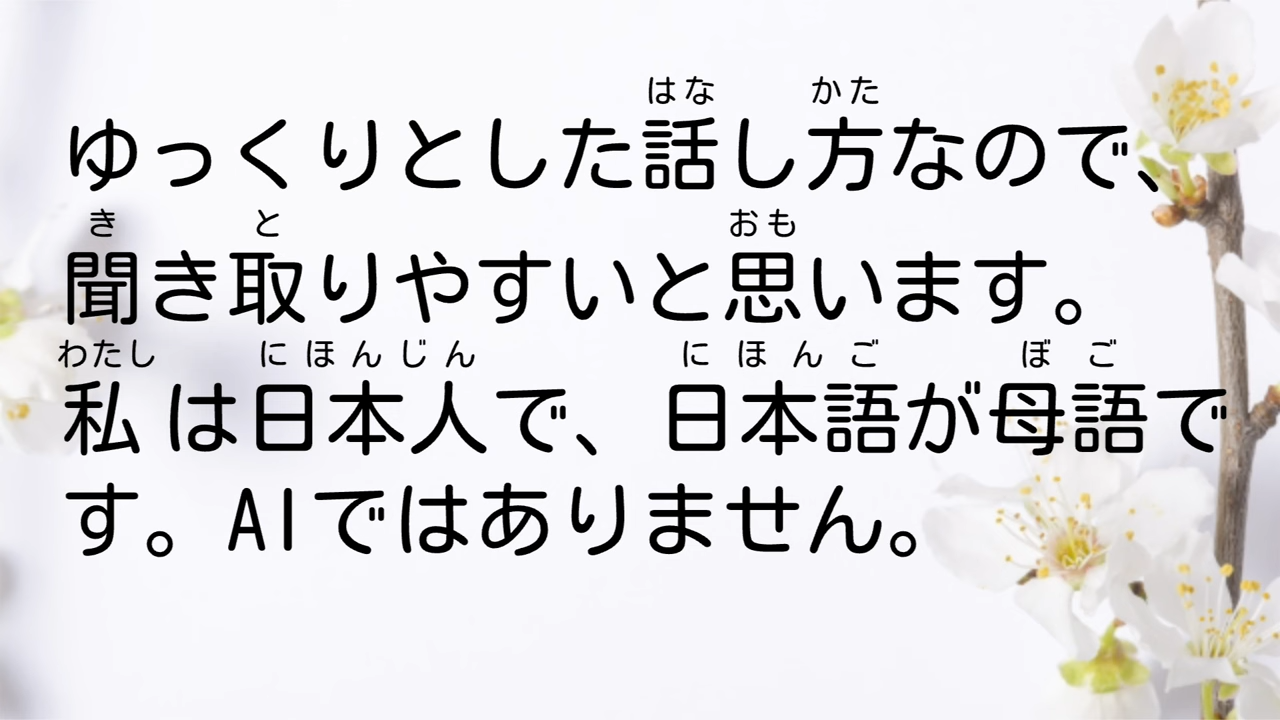 はな かた
ゆっくりとした話し方なので、
き と おも
聞き取りやすいと思います。
わたし にほんじん にほんご ぼご
私は日本人で、日本語が母語で
す。AIではありません。